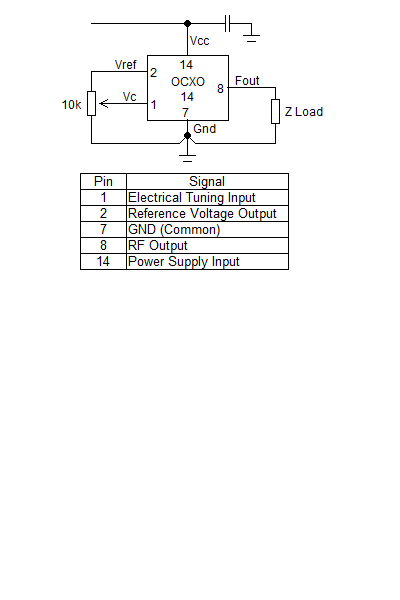 Vcc
Vref
2
14
OCXO
14
7
8
Fout
10k
Vc
1
Z Load
Gnd
Pin Signal
1 Electrical Tuning Input
2 Reference Voltage Output
7 GND (Common)
8 RF Output
14 Power Supply Input